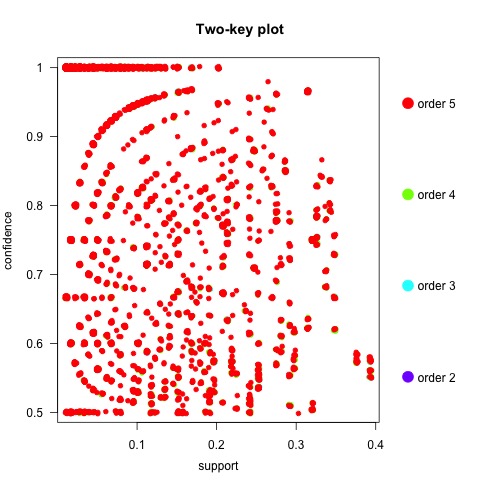 Two-key plot
1
0.9
0.8
0.7
0.6
0.5
confidence
0.1
0.2
0.3
0.4
support
order 5
order 4
order 3
order 2